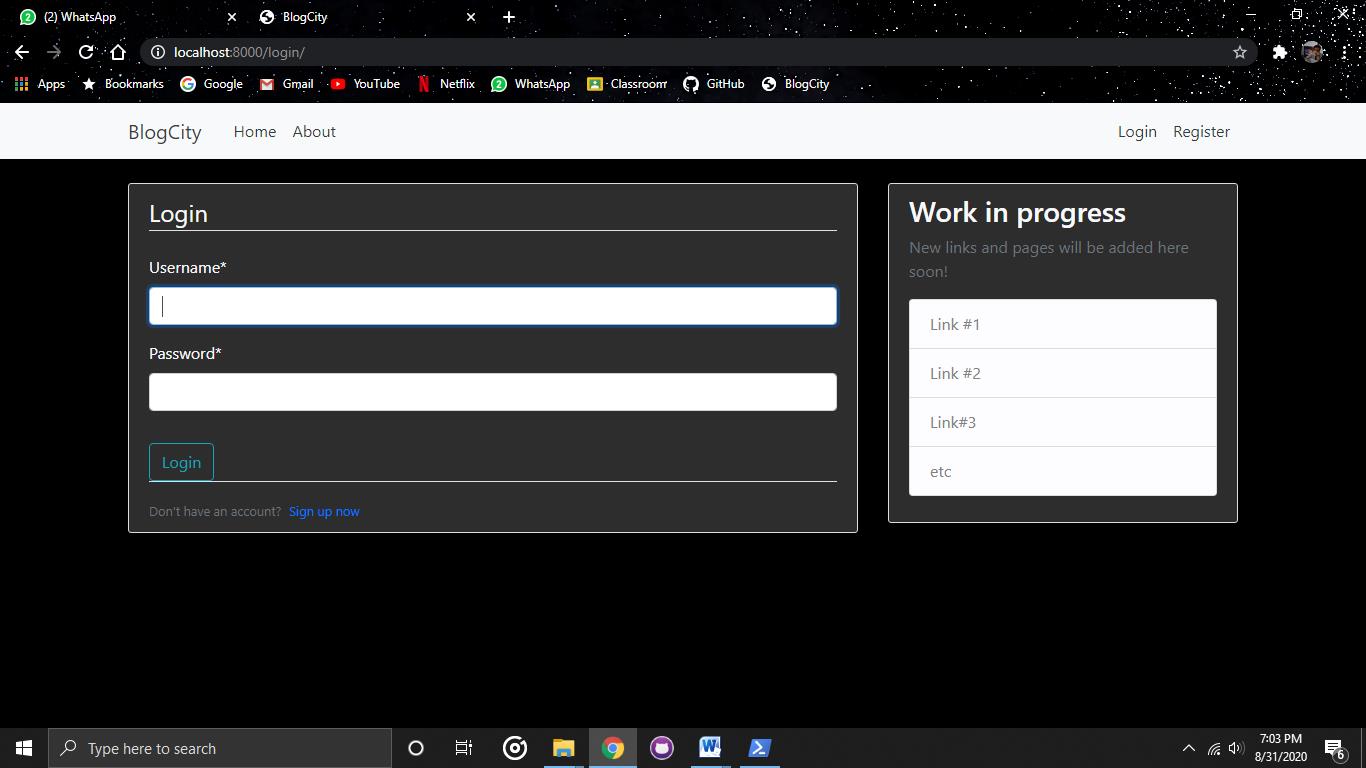 (2) WhatsApp
BlogCity
localhost:8000/login/
Apps Bookmarks Google Gmail YouTube Netflix WhatsApp Classroom GitHub BlogCity
BlogCity Home About Login Register
Login
Username*
Password*
Login
Don't have an account? Sign up now
Work in progress
New links and pages will be added here
soon!
Link #1
Link #2
Link#3
etc
Type here to search
7:03 PM
8/31/2020
6